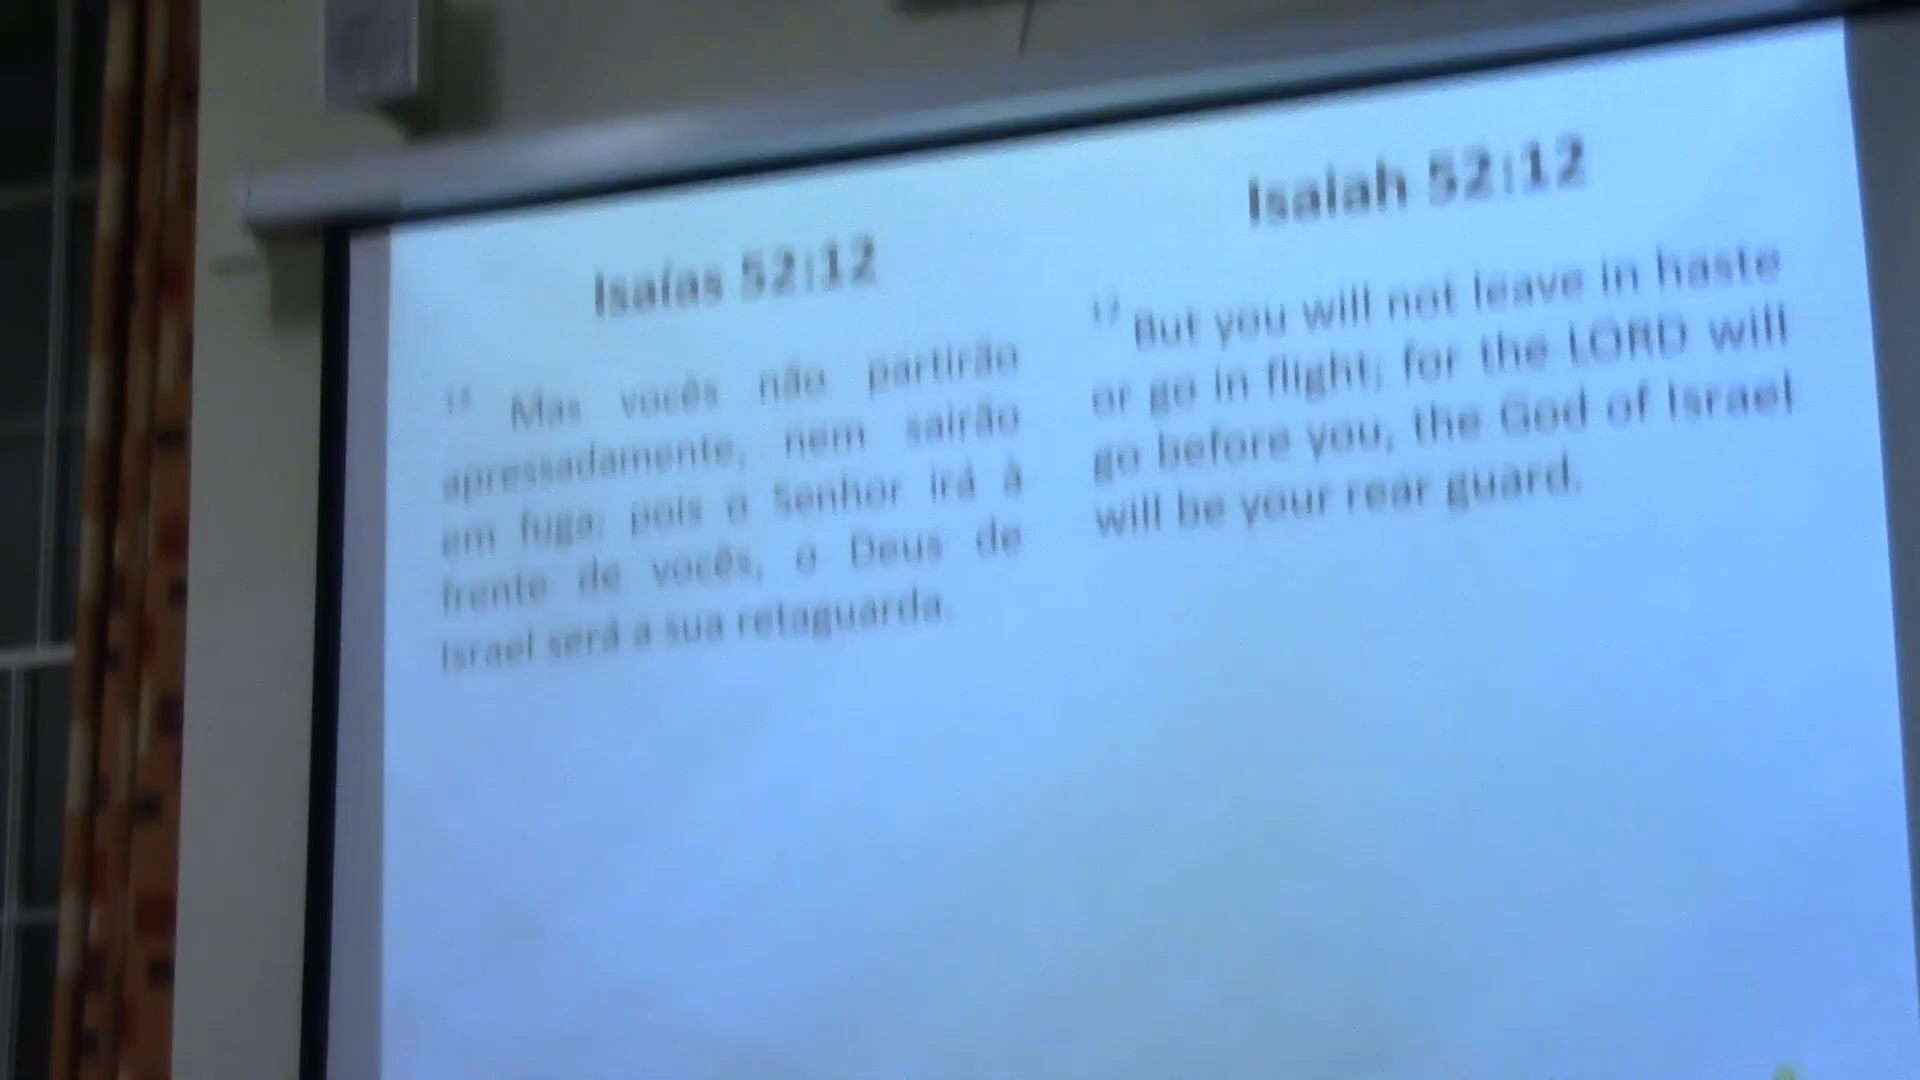 Isaías 52:12
12 Mas vocês não partirão
apressadamente, nem sairão
em fuga; pois o Senhor irá à
frente de vocês, o Deus de
Israel será a sua retaguarda.
Isaiah 52:12
12 But you will not leave in haste
or go in flight; for the LORD will
go before you, the God of Israel
will be your rear guard.